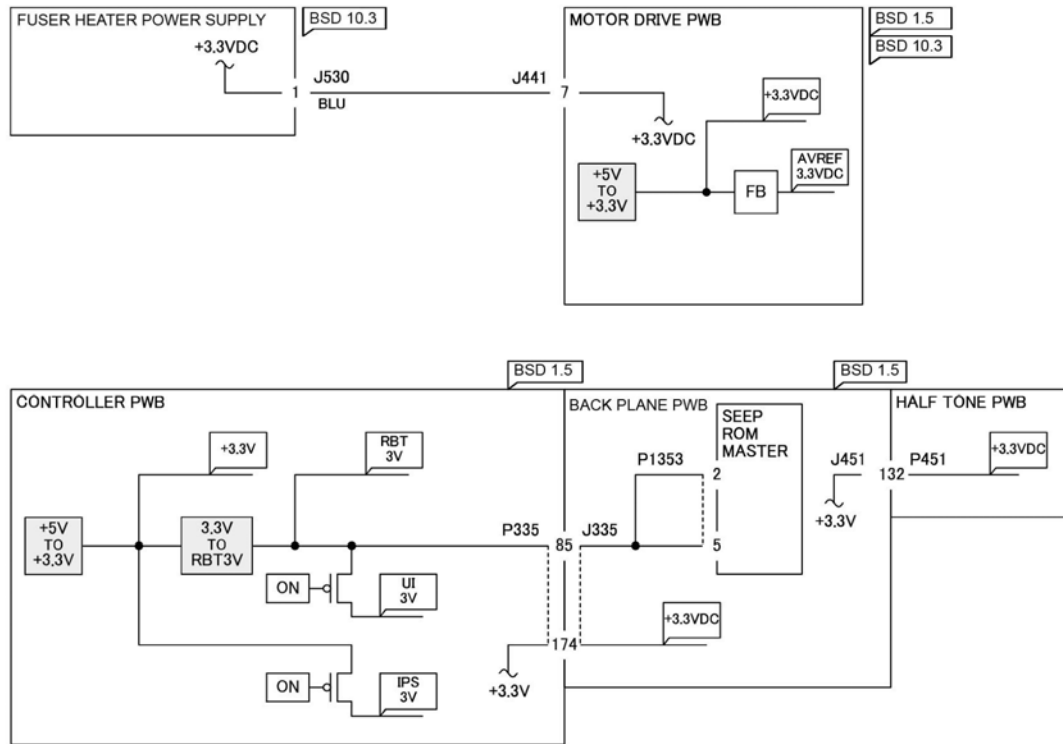 FUSER HEATER POWER SUPPLY
BSD 10.3
+3.3VDC
1
J530
BLU
J441
7
MOTOR DRIVE PWB
BSD 1.5
BSD 10.3
+3.3VDC
+3.3VDC
+5V
TO
+3.3V
FB
AVREF
3.3VDC
BSD 1.5
CONTROLLER PWB
+3.3V
RBT
3V
+5V
TO
+3.3V
3.3V
TO
RBT3V
ON
UI
3V
ON
IPS
3V
P335
85
J335
174
+3.3V
BACK PLANE PWB
P1353
2
5
SEEP
ROM
MASTER
+3.3VDC
BSD 1.5
J451
132
P451
+3.3V
HALF TONE PWB
+3.3VDC